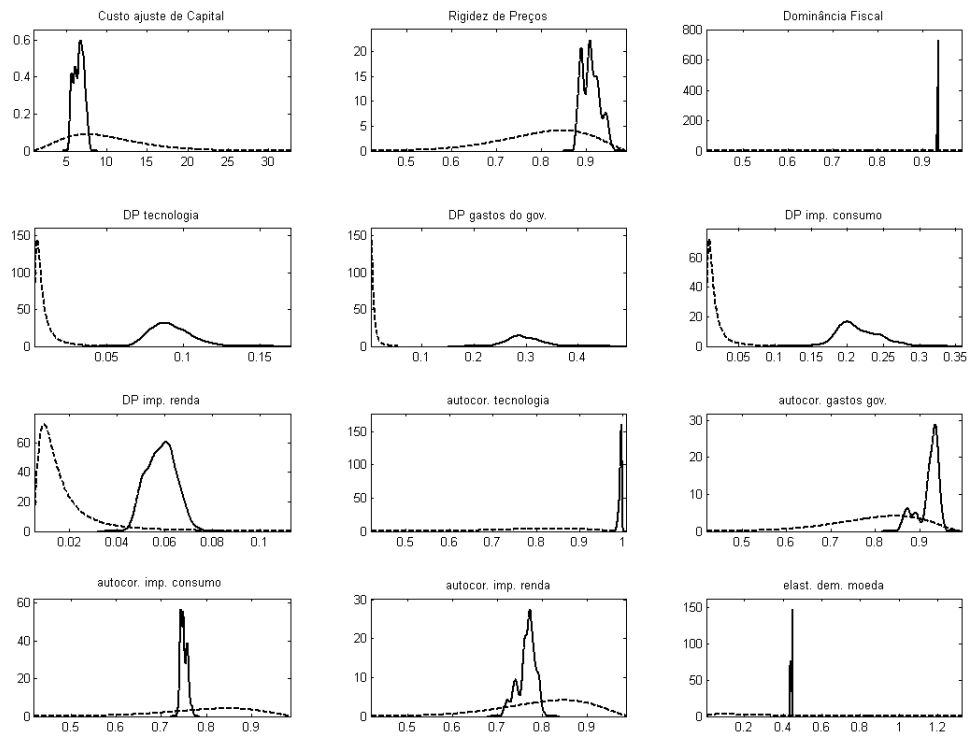 Custo ajuste de Capital
0.6
0.4
0.2
0
5 10 15 20 25 30
Rigidez de Preços
20
15
10
5
0
0.5 0.6 0.7 0.8 0.9
Dominância Fiscal
800
600
400
200
0
0.5 0.6 0.7 0.8 0.9
DP tecnologia
150
100
50
0
0.05 0.1 0.15
DP gastos do gov.
150
100
50
0
0.1 0.2 0.3 0.4
DP imp. consumo
60
40
20
0
0.05 0.1 0.15 0.2 0.25 0.3 0.35
DP imp. renda
60
40
20
0
0.02 0.04 0.06 0.08 0.1
autocor. tecnologia
150
100
50
0
0.5 0.6 0.7 0.8 0.9 1
autocor. gastos gov.
30
20
10
0
0.5 0.6 0.7 0.8 0.9
autocor. imp. consumo
60
40
20
0
0.5 0.6 0.7 0.8 0.9
autocor. imp. renda
30
20
10
0
0.5 0.6 0.7 0.8 0.9
elast. dem. moeda
150
100
50
0
0.2 0.4 0.6 0.8 1 1.2